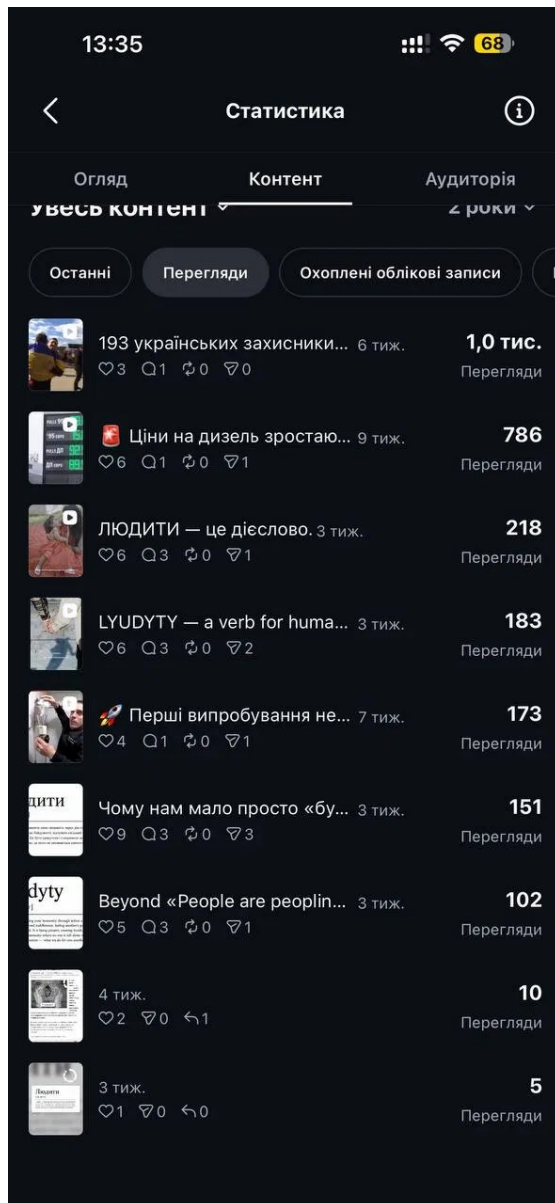 13:35
68
Статистика
Огляд
Контент
Аудиторія
Увесь контент
2 роки
Останні
Перегляди
Охоплені облікові записи
193 українських захисники... 6 тиж.
1,0 тис.
3 1 0 0
Перегляди
🚨 Ціни на дизель зростаю... 9 тиж.
786
6 1 0 1
Перегляди
ЛЮДИТИ — це дієслово. 3 тиж.
218
6 3 0 1
Перегляди
LYUDYTY — a verb for huma... 3 тиж.
183
6 3 0 2
Перегляди
🚀 Перші випробування не... 7 тиж.
173
4 1 0 1
Перегляди
дити
Чому нам мало просто «бу... 3 тиж.
151
9 3 0 3
Перегляди
dyty
Beyond «People are peoplin... 3 тиж.
102
5 3 0 1
Перегляди
4 тиж.
10
2 0 1
Перегляди
Людити
3 тиж.
5
1 0 0
Перегляди